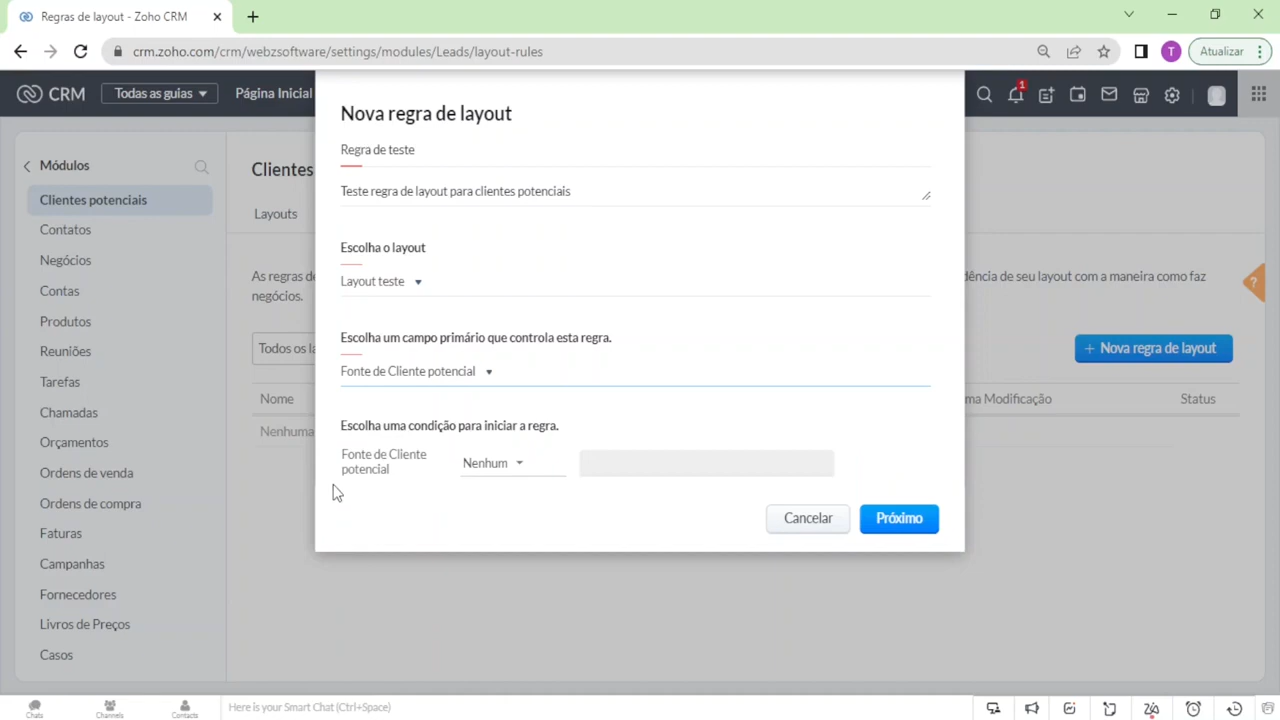 Regras de layout - Zoho CRM
crm.zoho.com/crm/webzsoftware/settings/modules/Leads/layout-rules
T
Atualizar
CRM
Todas as guias
Página Inicial
1
Nova regra de layout
Regra de teste
Teste regra de layout para clientes potenciais
Escolha o layout
Layout teste
Escolha um campo primário que controla esta regra.
Fonte de Cliente potencial
Escolha uma condição para iniciar a regra.
Fonte de Cliente
potencial
Nenhum
Cancelar
Próximo
Módulos
Clientes potenciais
Contatos
Negócios
Contas
Produtos
Reuniões
Tarefas
Chamadas
Orçamentos
Ordens de venda
Ordens de compra
Faturas
Campanhas
Fornecedores
Livros de Preços
Casos
Clientes
Layouts
As regras de
dência de seu layout com a maneira como faz
negócios.
?
Todos os la
+ Nova regra de layout
Nome
ma Modificação
Status
Nenhuma
Chats
Channels
Contacts
Here is your Smart Chat (Ctrl+Space)